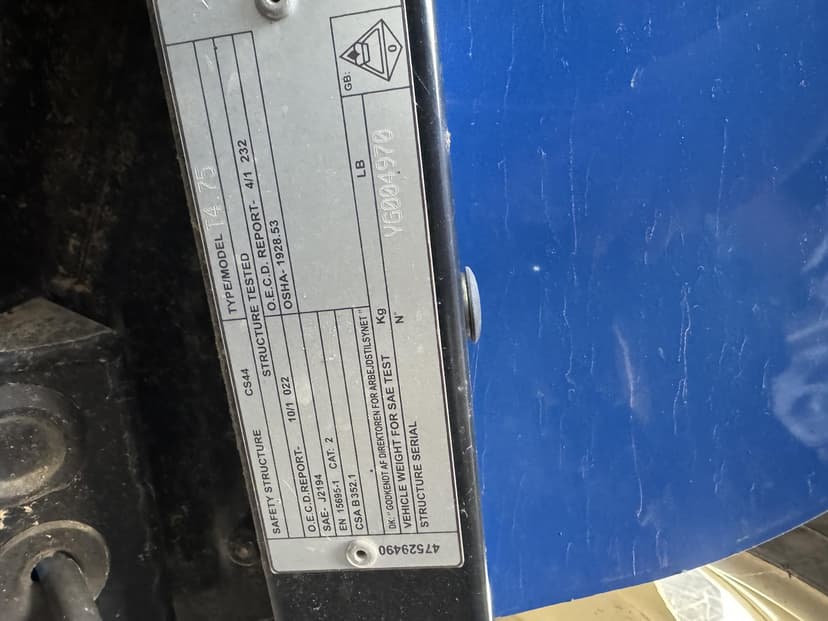 SAFETY STRUCTURE CS44 TYPE/MODEL T4.75
STRUCTURE TESTED
O.E.C.D.REPORT- 10/1 022 O.E.C.D. REPORT- 4/1 232
SAE- J2194 OSHA- 1928.53
EN 15695-1 CAT: 2
CSA B352.1
DK:" GODKENDT AF DIREKTOREN FOR ARBEJDSTILSYNET "
GB: 0
VEHICLE WEIGHT FOR SAE TEST Kg LB
STRUCTURE SERIAL N° YG004970
47529490